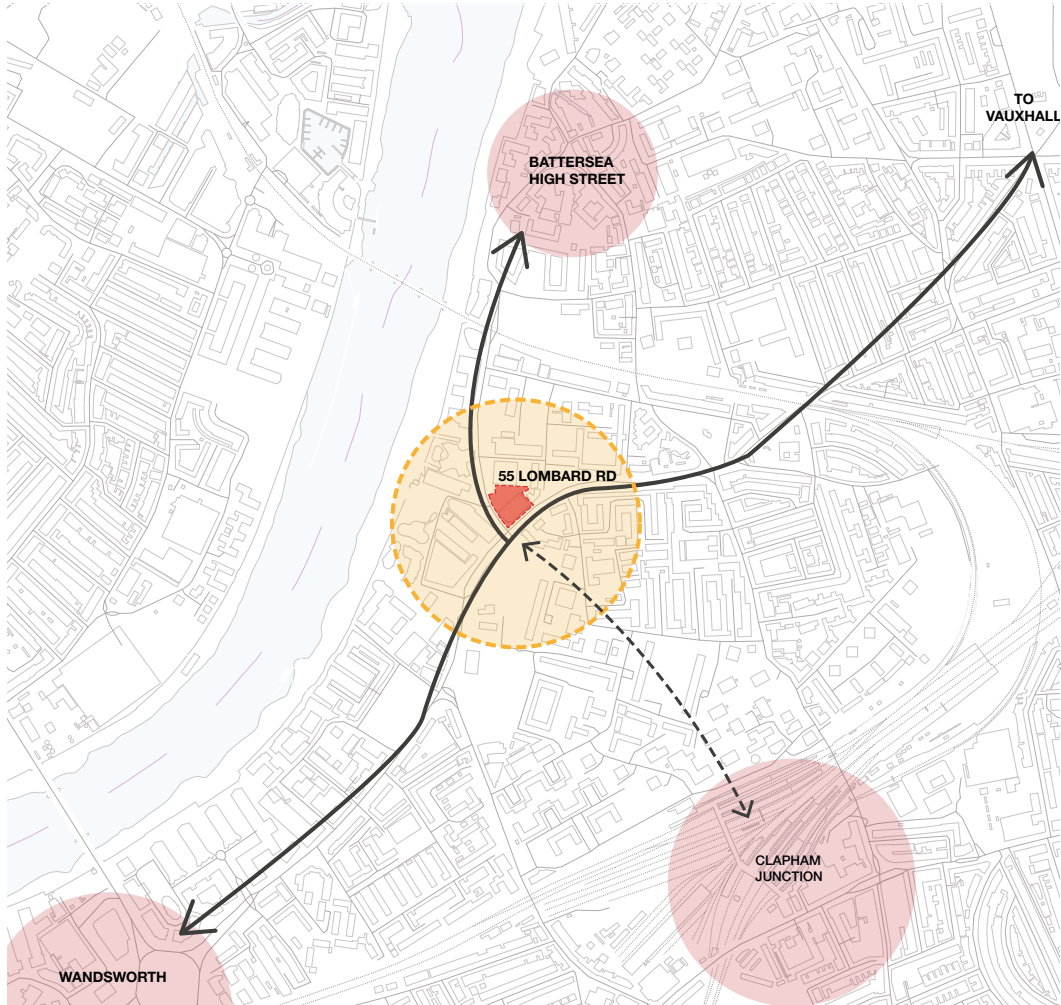 TO
VAUXHALL
BATTERSEA
HIGH STREET
55 LOMBARD RD
CLAPHAM
JUNCTION
WANDSWORTH